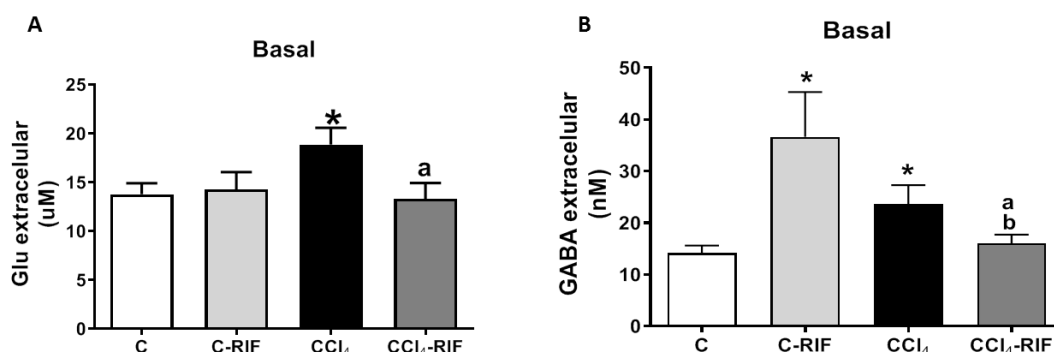 A
Basal
25
20
15
10
5
0
Glu extracelular
(uM)
*
a
C
C-RIF
CCl₄
CCl₄-RIF
B
Basal
50
40
30
20
10
0
GABA extracelular
(nM)
*
*
a
b
C
C-RIF
CCl₄
CCl₄-RIF